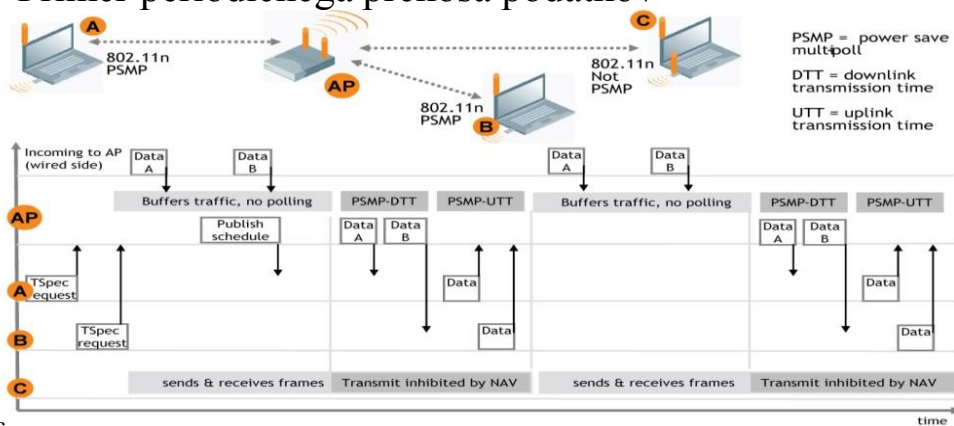 Primer periodičnega prenosa podatkov
A
802.11n
PSMP
AP
802.11n
PSMP
B
C
802.11n
Not
PSMP
PSMP = power save
multipoll
DTT = downlink
transmission time
UTT = uplink
transmission time
Incoming to AP
(wired side)
Data
A
Data
B
Data
A
Data
B
AP
Buffers traffic, no polling
PSMP-DTT
PSMP-UTT
Buffers traffic, no polling
PSMP-DTT
PSMP-UTT
Publish
schedule
Data
A
Data
B
Data
A
Data
B
A
TSpec
request
Data
Data
B
TSpec
request
Data
Data
C
sends & receives frames
Transmit inhibited by NAV
sends & receives frames
Transmit inhibited by NAV
time